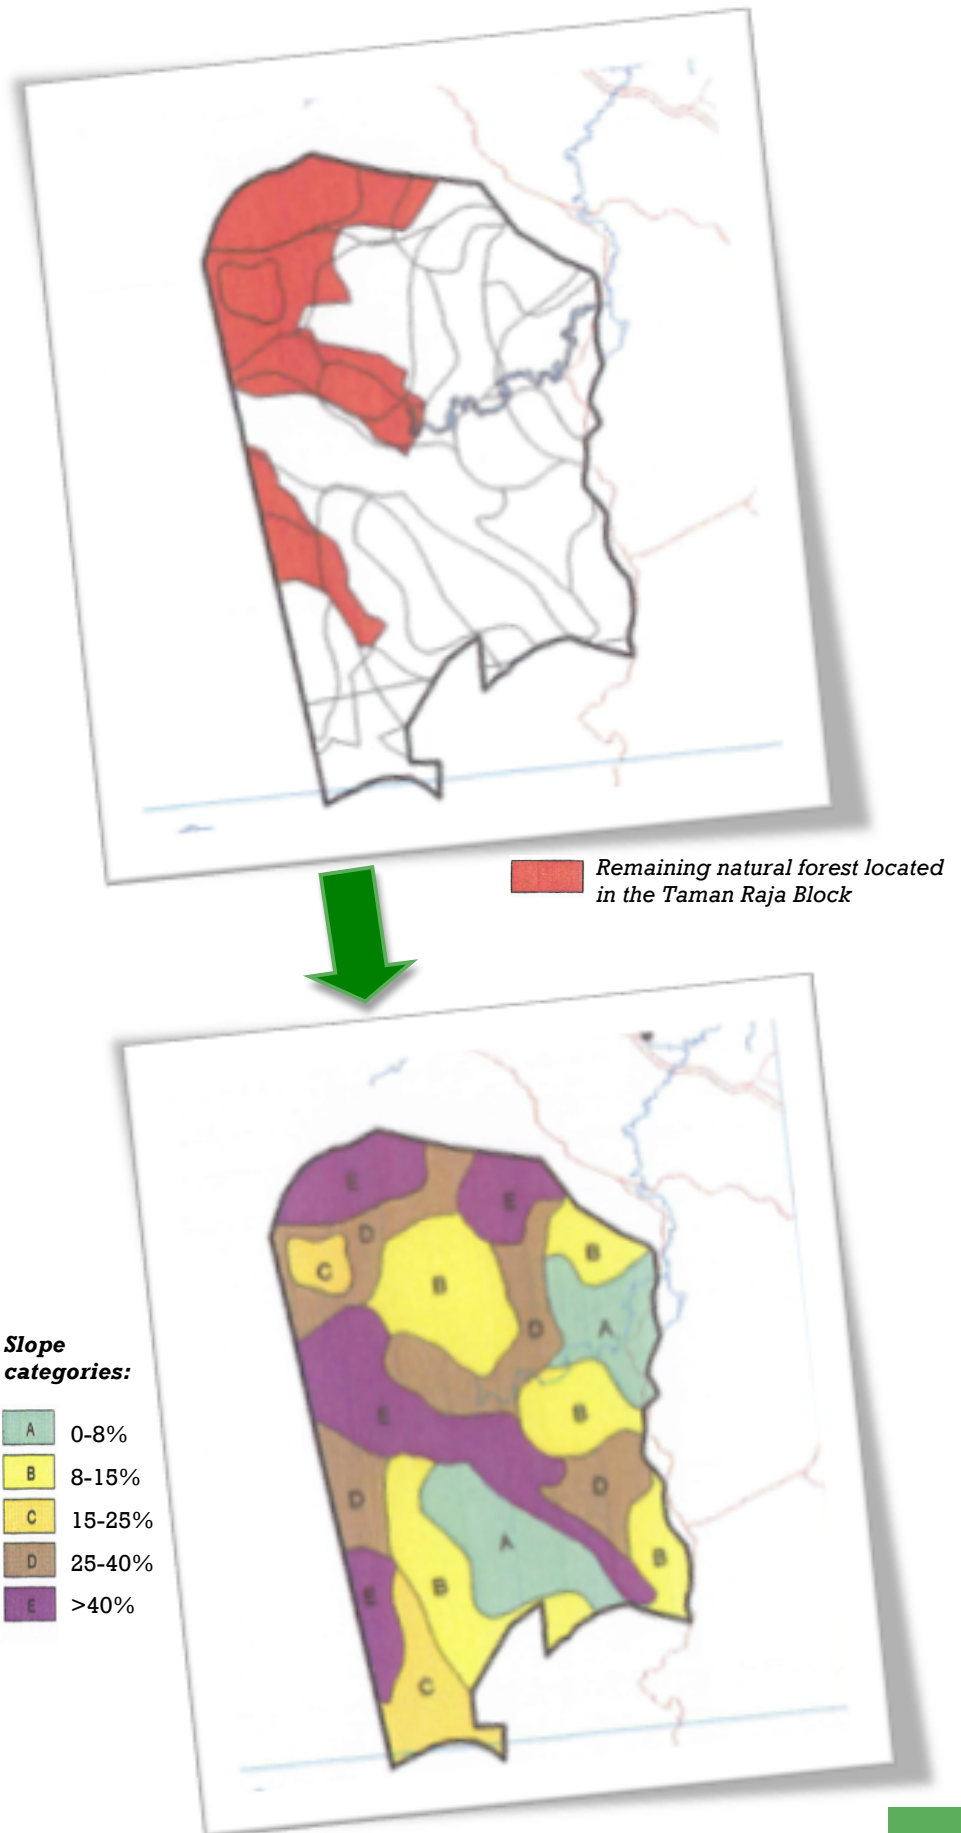 Remaining natural forest located
in the Taman Raja Block
E
E
D
B
C
B
D
A
Slope
categories:
E
B
A 0-8%
B 8-15%
D
D
C 15-25%
A
D 25-40%
B
B
E >40%
E
C